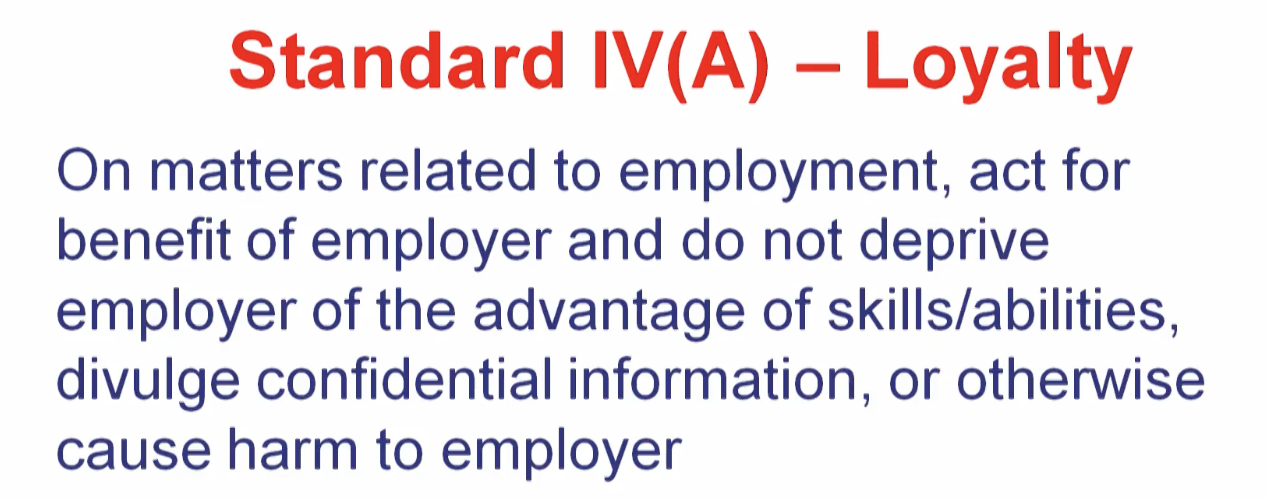 Standard IV(A) – Loyalty
On matters related to employment, act for
benefit of employer and do not deprive
employer of the advantage of skills/abilities,
divulge confidential information, or otherwise
cause harm to employer